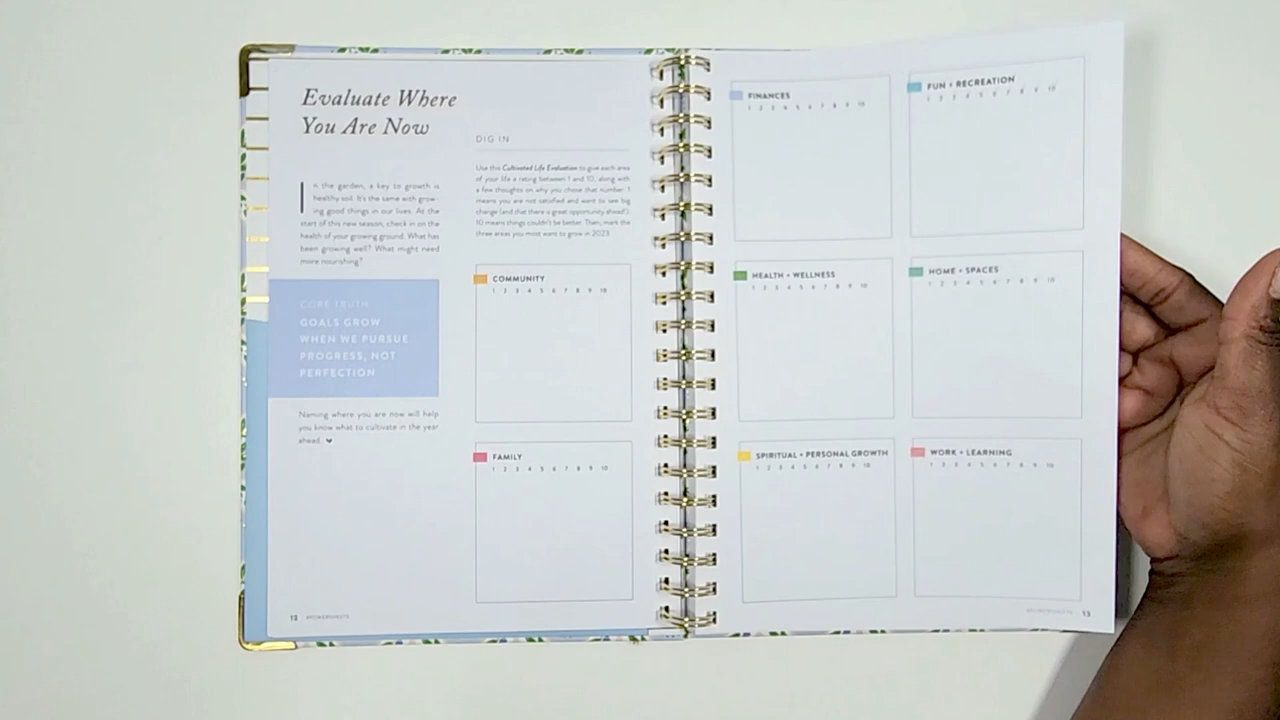 Evaluate Where
You Are Now
In the garden, a key to growth is
healthy soil. It's the same with grow-
ing good things in our lives. At the
start of this new season, check in on the
health of your growing ground. What has
been growing well? What might need
more nourishing?
CORE TRUTH
GOALS GROW
WHEN WE PURSUE
PROGRESS, NOT
PERFECTION
Naming where you are now will help
you know what to cultivate in the year
ahead.
12 #POWERSHEETS
DIG IN
Use this Cultivated Life Evaluation to give each area
of your life a rating between 1 and 10, along with
a few thoughts on why you chose that number. 1
means you are not satisfied and want to see big
change (and that there is great opportunity ahead!).
10 means things couldn't be better. Then, mark the
three areas you most want to grow in 2023.
COMMUNITY
1 2 3 4 5 6 7 8 9 10
FAMILY
1 2 3 4 5 6 7 8 9 10
FINANCES
1 2 3 4 5 6 7 8 9 10
FUN + RECREATION
1 2 3 4 5 6 7 8 9 10
HEALTH + WELLNESS
1 2 3 4 5 6 7 8 9 10
HOME + SPACES
1 2 3 4 5 6 7 8 9 10
SPIRITUAL + PERSONAL GROWTH
1 2 3 4 5 6 7 8 9 10
WORK + LEARNING
1 2 3 4 5 6 7 8 9 10
#POWERSHEETS 13